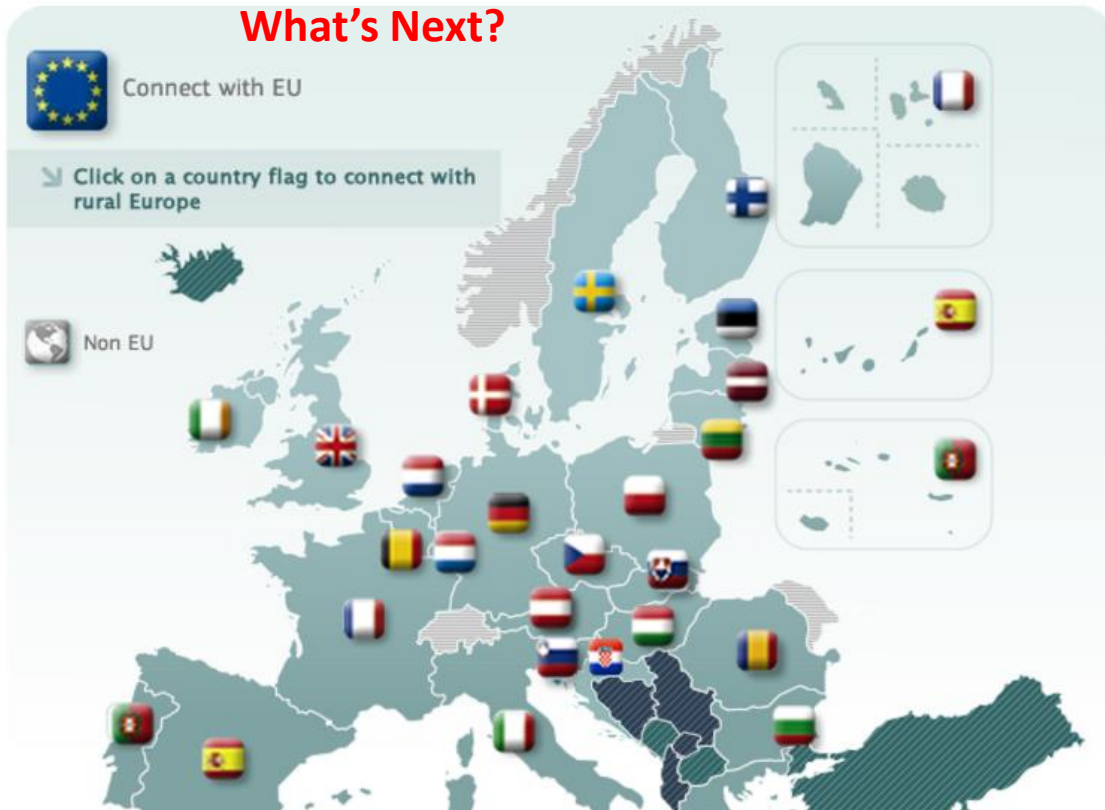 What’s Next?
Connect with EU
Click on a country flag to connect with
rural Europe
Non EU